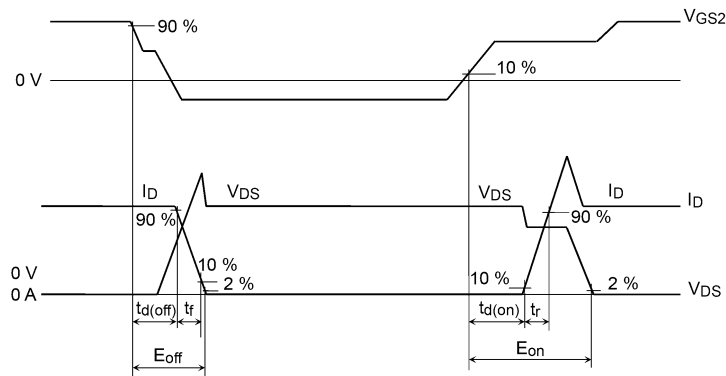 VGS2
90 %
10 %
0 V
ID
VDS
VDS
ID
ID
90 %
90 %
10 %
2 %
10 %
2 %
0 V
0 A
VDS
td(off)
tf
td(on)
tr
Eoff
Eon